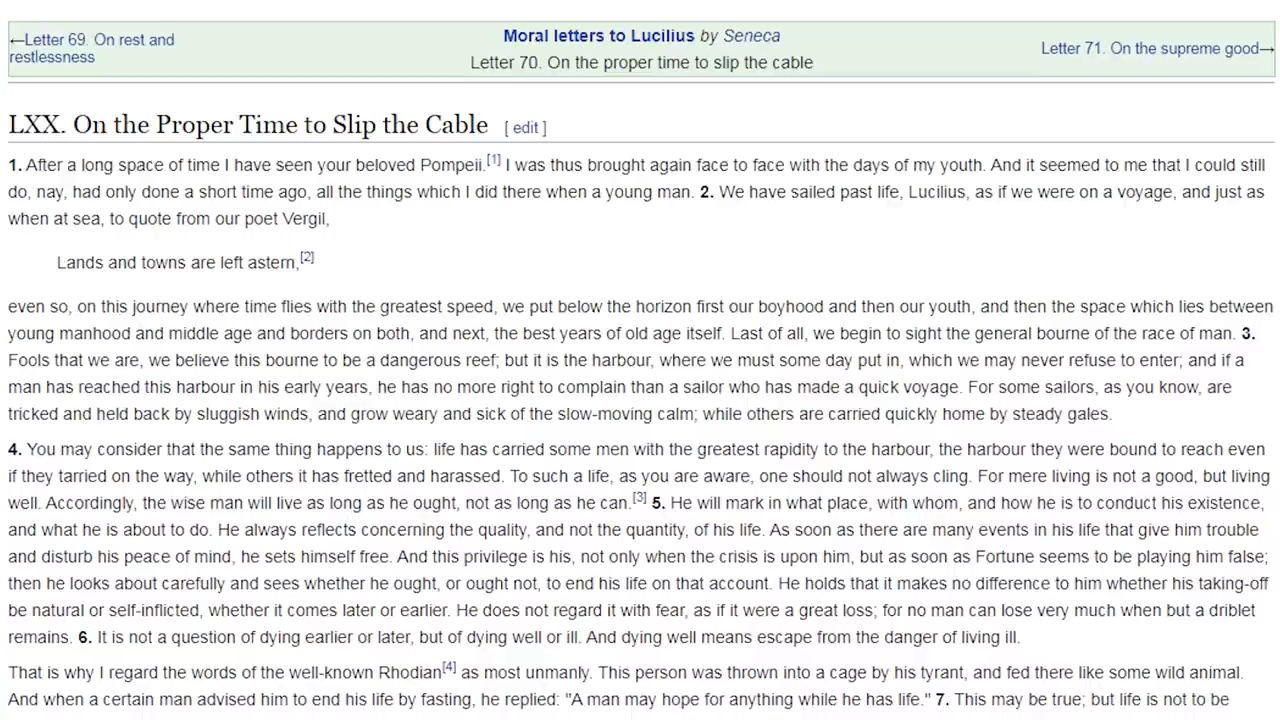 ←Letter 69. On rest and
restlessness
Moral letters to Lucilius by Seneca
Letter 70. On the proper time to slip the cable
Letter 71. On the supreme good→
LXX. On the Proper Time to Slip the Cable [ edit ]
1. After a long space of time I have seen your beloved Pompeii.[1] I was thus brought again face to face with the days of my youth. And it seemed to me that I could still
do, nay, had only done a short time ago, all the things which I did there when a young man. 2. We have sailed past life, Lucilius, as if we were on a voyage, and just as
when at sea, to quote from our poet Vergil,
Lands and towns are left astern,[2]
even so, on this journey where time flies with the greatest speed, we put below the horizon first our boyhood and then our youth, and then the space which lies between
young manhood and middle age and borders on both, and next, the best years of old age itself. Last of all, we begin to sight the general bourne of the race of man. 3.
Fools that we are, we believe this bourne to be a dangerous reef; but it is the harbour, where we must some day put in, which we may never refuse to enter; and if a
man has reached this harbour in his early years, he has no more right to complain than a sailor who has made a quick voyage. For some sailors, as you know, are
tricked and held back by sluggish winds, and grow weary and sick of the slow-moving calm; while others are carried quickly home by steady gales.
4. You may consider that the same thing happens to us: life has carried some men with the greatest rapidity to the harbour, the harbour they were bound to reach even
if they tarried on the way, while others it has fretted and harassed. To such a life, as you are aware, one should not always cling. For mere living is not a good, but living
well. Accordingly, the wise man will live as long as he ought, not as long as he can.[3] 5. He will mark in what place, with whom, and how he is to conduct his existence,
and what he is about to do. He always reflects concerning the quality, and not the quantity, of his life. As soon as there are many events in his life that give him trouble
and disturb his peace of mind, he sets himself free. And this privilege is his, not only when the crisis is upon him, but as soon as Fortune seems to be playing him false;
then he looks about carefully and sees whether he ought, or ought not, to end his life on that account. He holds that it makes no difference to him whether his taking-off
be natural or self-inflicted, whether it comes later or earlier. He does not regard it with fear, as if it were a great loss; for no man can lose very much when but a driblet
remains. 6. It is not a question of dying earlier or later, but of dying well or ill. And dying well means escape from the danger of living ill.
That is why I regard the words of the well-known Rhodian[4] as most unmanly. This person was thrown into a cage by his tyrant, and fed there like some wild animal.
And when a certain man advised him to end his life by fasting, he replied: "A man may hope for anything while he has life." 7. This may be true; but life is not to be